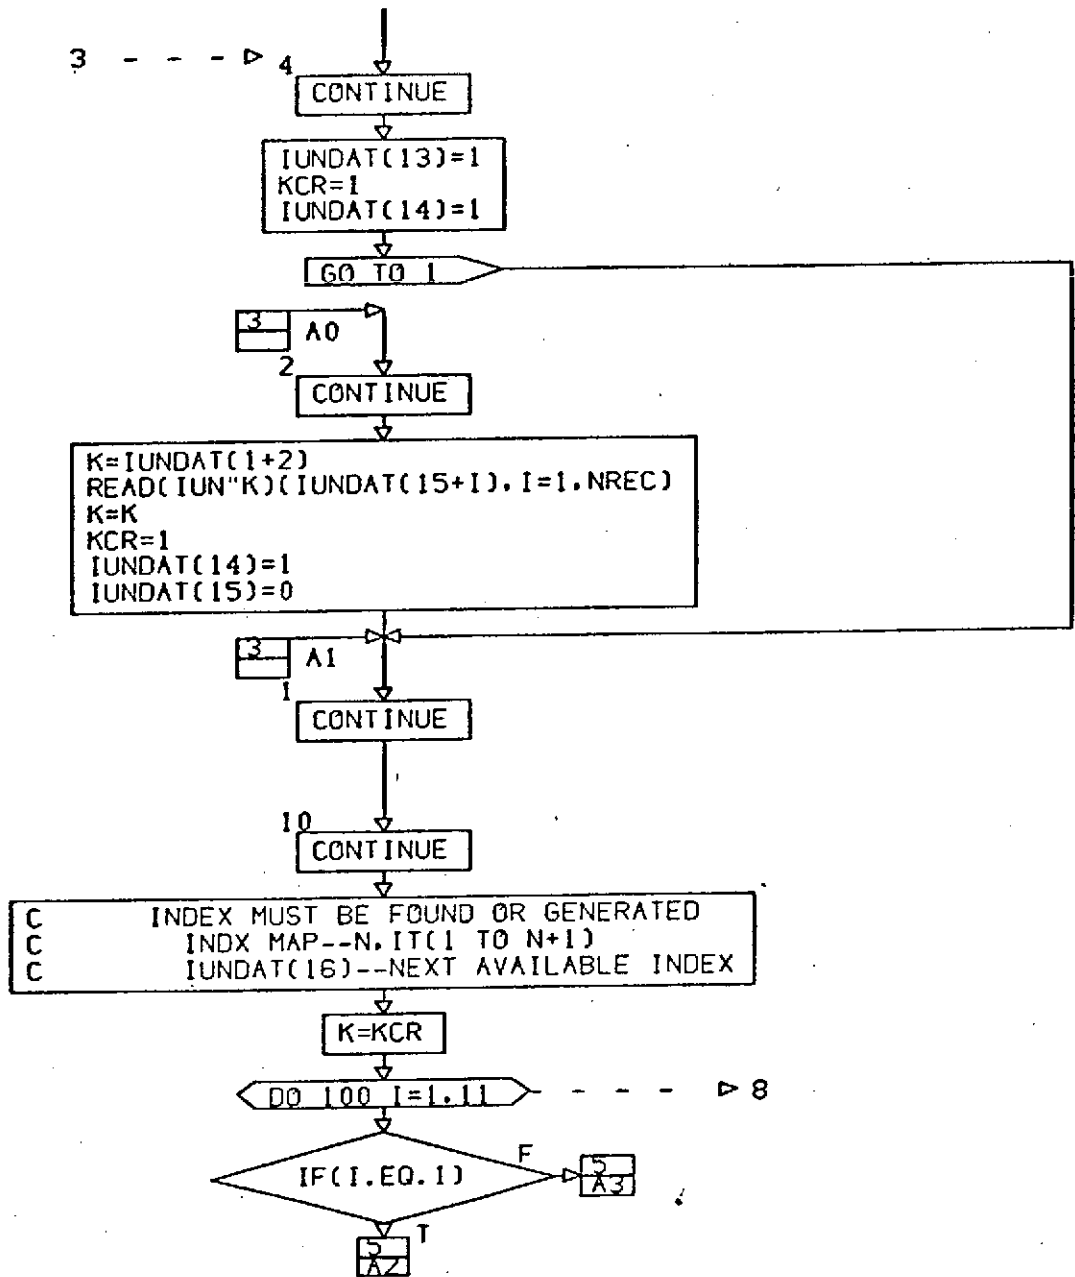 3 - - - ▷ 4
CONTINUE
IUNDAT(13)=1
KCR=1
IUNDAT(14)=1
GO TO 1
3
A0
2
CONTINUE
K=IUNDAT(1+2)
READ(IUN"K)(IUNDAT(15+I).I=1.NREC)
K=K
KCR=1
IUNDAT(14)=1
IUNDAT(15)=0
3
A1
1
CONTINUE
10
CONTINUE
C INDEX MUST BE FOUND OR GENERATED
C INDX MAP--N.IT(1 TO N+1)
C IUNDAT(16)--NEXT AVAILABLE INDEX
K=KCR
DO 100 I=1.11 - - - - ▷ 8
IF(I.EQ.1)
F
5
A3
T
5
A2